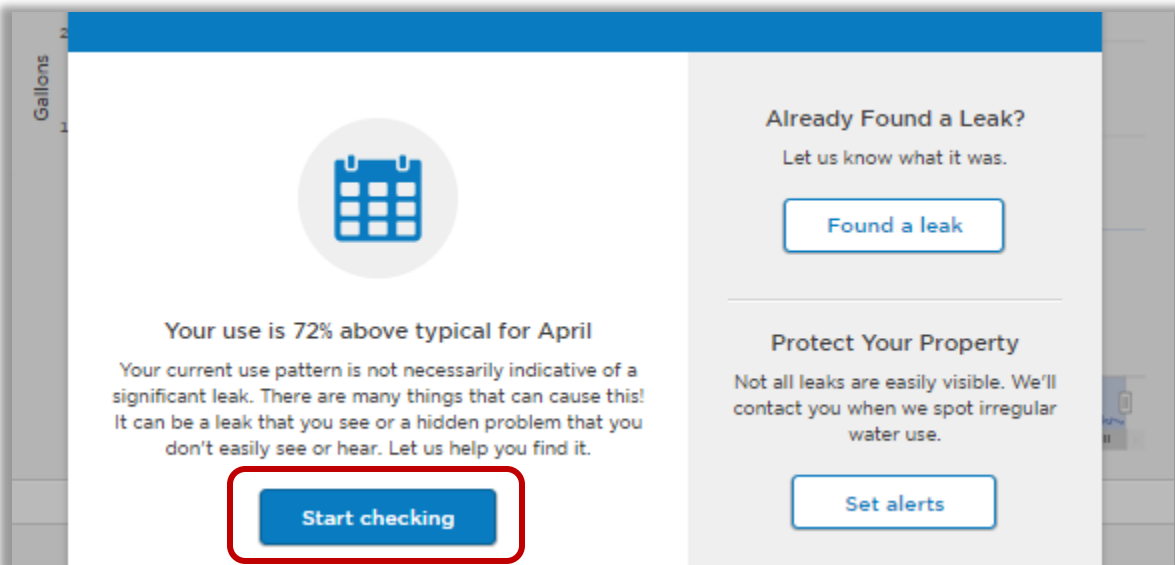 Gallons
2
1
Your use is 72% above typical for April
Your current use pattern is not necessarily indicative of a
significant leak. There are many things that can cause this!
It can be a leak that you see or a hidden problem that you
don't easily see or hear. Let us help you find it.
Start checking
Already Found a Leak?
Let us know what it was.
Found a leak
Protect Your Property
Not all leaks are easily visible. We'll
contact you when we spot irregular
water use.
Set alerts